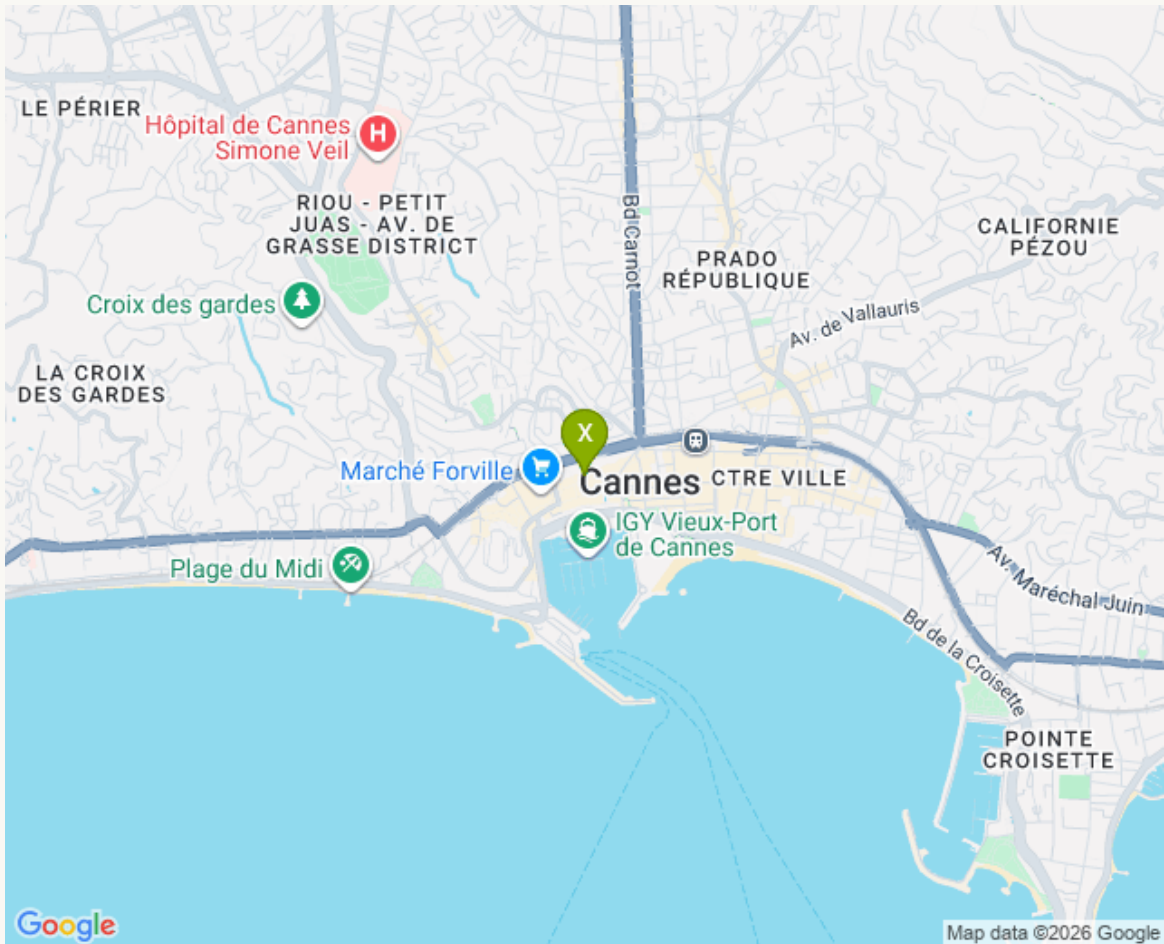 LE PÉRIER
Hôpital de Cannes
Simone Veil
H
RIOU - PETIT
JUAS - AV. DE
GRASSE DISTRICT
Bd Carnot
CALIFORNIE
PÉZOU
PRADO
RÉPUBLIQUE
Croix des gardes
Av. de Vallauris
LA CROIX
DES GARDES
X
Marché Forville
Cannes
CTRE VILLE
IGY Vieux-Port
de Cannes
Plage du Midi
Av. Maréchal Juin
Bd de la Croisette
POINTE
CROISETTE
Google
Map data ©2026 Google